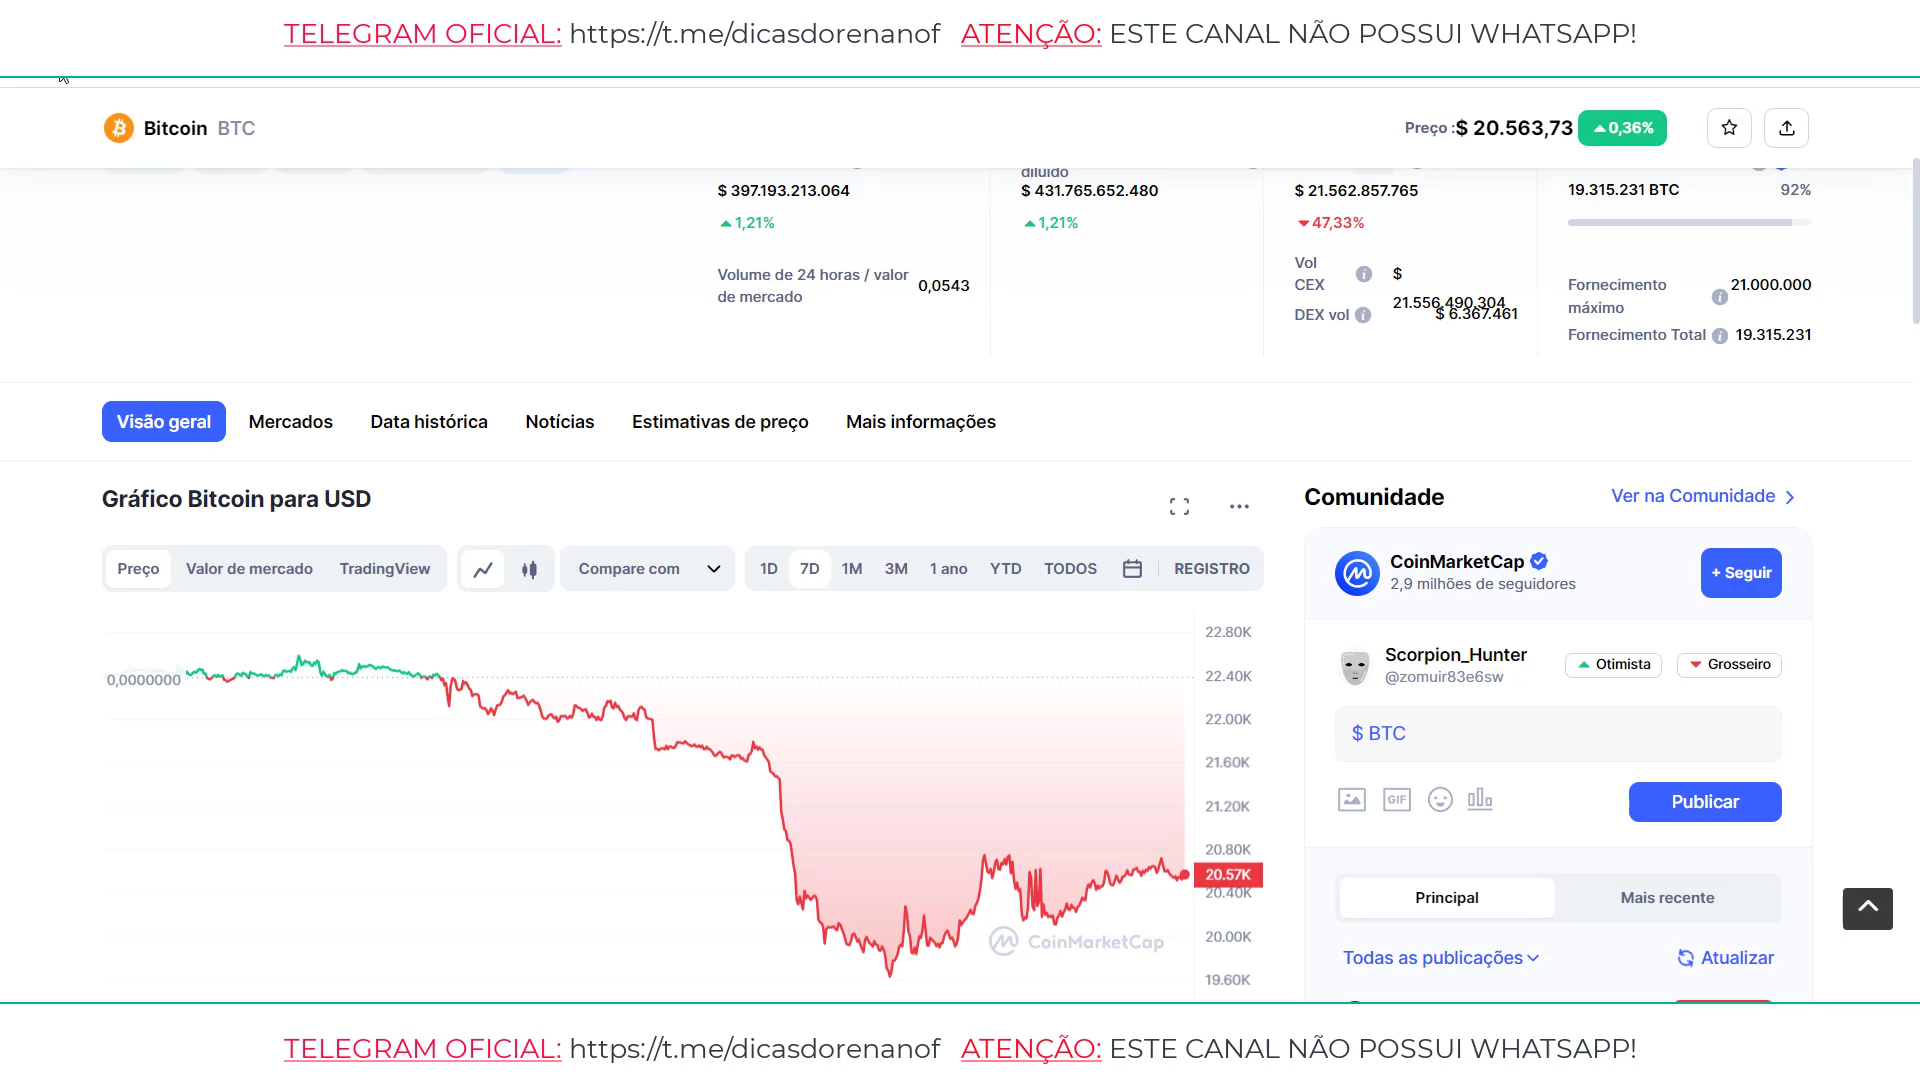 TELEGRAM OFICIAL: https://t.me/dicasdorenanof ATENÇÃO: ESTE CANAL NÃO POSSUI WHATSAPP!
Bitcoin BTC
Preço :$ 20.563,73 0,36%
diluído
$ 397.193.213.064
$ 431.765.652.480
$ 21.562.857.765
19.315.231 BTC 92%
1,21%
1,21%
47,33%
Volume de 24 horas / valor de mercado 0,0543
Vol CEX $ 21.556.490.304
DEX vol $ 6.367.461
Fornecimento máximo 21.000.000
Fornecimento Total 19.315.231
Visão geral Mercados Data histórica Notícias Estimativas de preço Mais informações
Gráfico Bitcoin para USD
Preço Valor de mercado TradingView Compare com 1D 7D 1M 3M 1 ano YTD TODOS REGISTRO
22.80K
22.40K
22.00K
21.60K
21.20K
20.80K
20.57K
20.40K
20.00K
19.60K
0,0000000
CoinMarketCap
Comunidade Ver na Comunidade
CoinMarketCap
2,9 milhões de seguidores
+ Seguir
Scorpion_Hunter
@zomuir83e6sw
Otimista Grosseiro
$ BTC
GIF
Publicar
Principal Mais recente
Todas as publicações Atualizar
TELEGRAM OFICIAL: https://t.me/dicasdorenanof ATENÇÃO: ESTE CANAL NÃO POSSUI WHATSAPP!